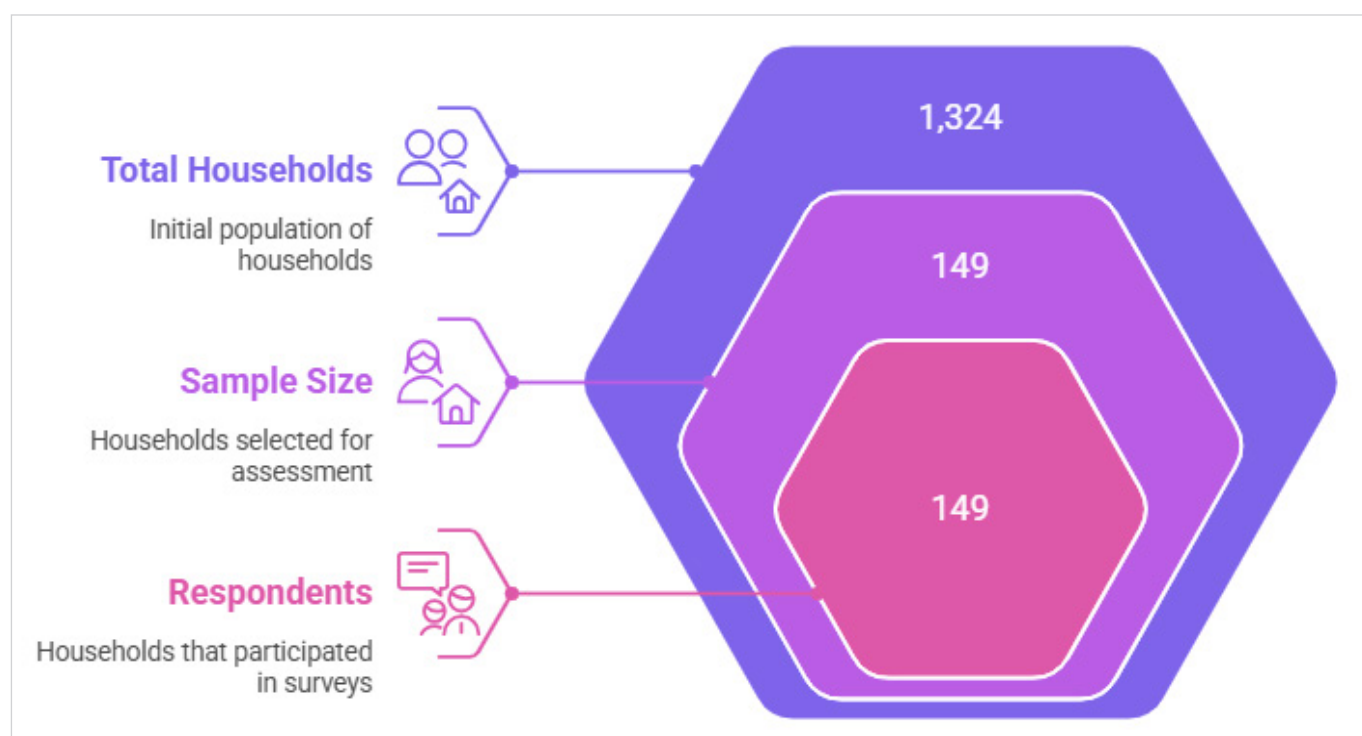 1,324
Total Households
Initial population of
households
149
Sample Size
Households selected for
assessment
149
Respondents
Households that participated
in surveys